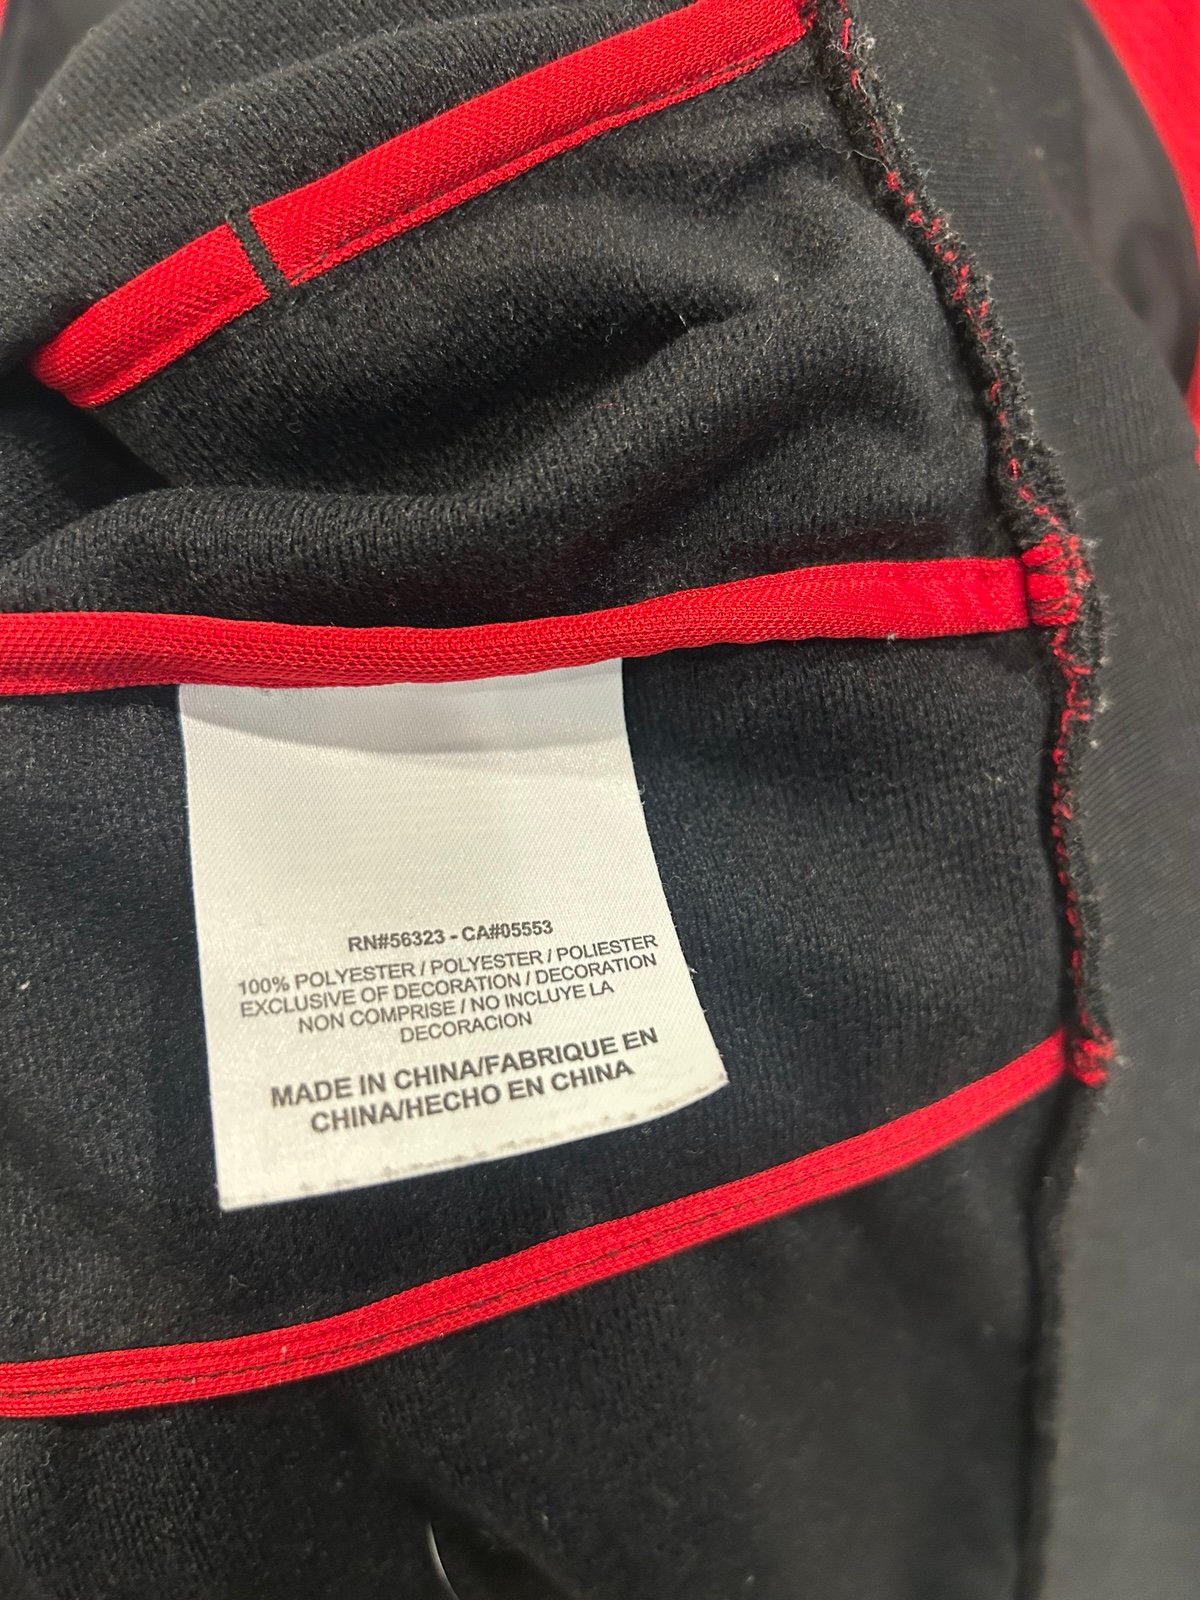 RN#56323 - CA#05553
100% POLYESTER / POLYESTER / POLIESTER
EXCLUSIVE OF DECORATION / DECORATION
NON COMPRISE / NO INCLUYE LA
DECORACION
MADE IN CHINA/FABRIQUE EN
CHINA/HECHO EN CHINA